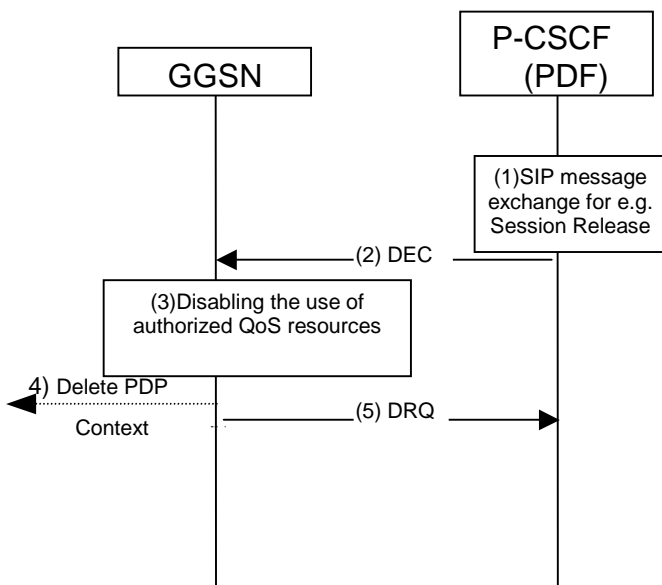 GGSN
P-CSCF
(PDF)
(1)SIP message
exchange for e.g.
Session Release
(2) DEC
(3)Disabling the use of
authorized QoS resources
4) Delete PDP
Context
(5) DRQ